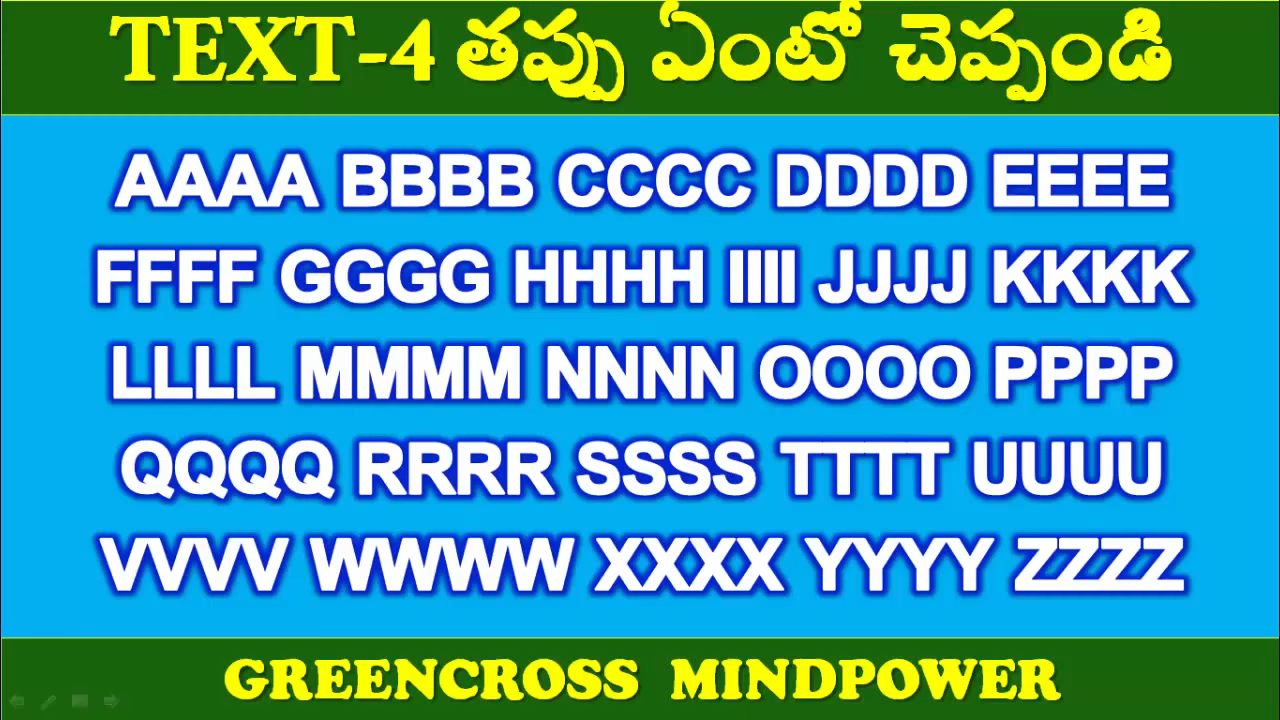 TEXT-4 తప్పు ఏంటో చెప్పండి
AAAA BBBB CCCC DDDD EEEE
FFFF GGGG HHHH IIII JJJJ KKKK
LLLL MMMM NNNN OOOO PPPP
QQQQ RRRR SSSS TTTT UUUU
VVVV WWWW XXXX YYYY ZZZZ
GREENCROSS MINDPOWER